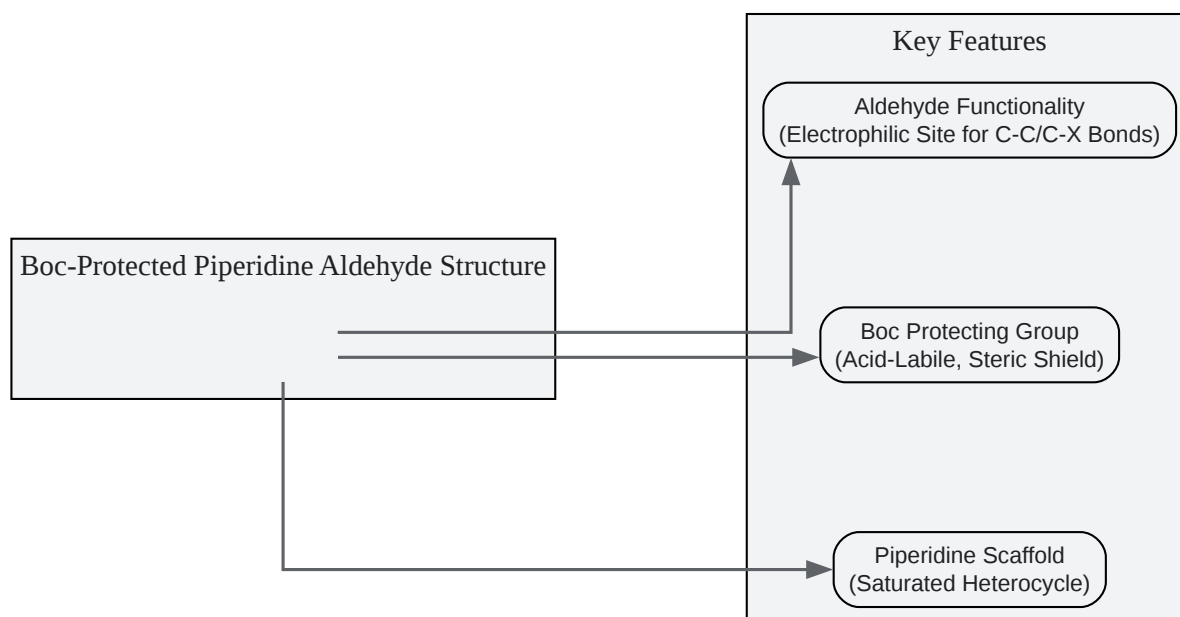 Key Features
Aldehyde Functionality
(Electrophilic Site for C-C/C-X Bonds)
Boc-Protected Piperidine Aldehyde Structure
Boc Protecting Group
(Acid-Labile, Steric Shield)
Piperidine Scaffold
(Saturated Heterocycle)